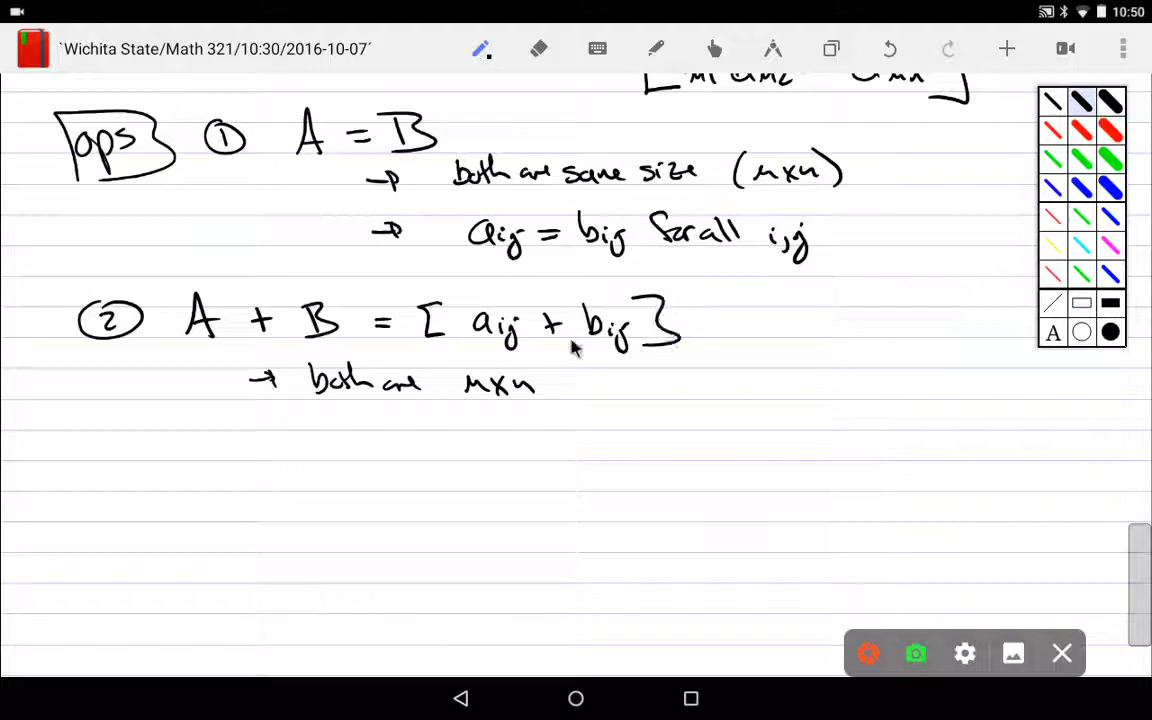 10:50
`Wichita State/Math 321/10:30/2016-10-07´
ops ① A = B
→ both are same size (m×n)
→ aij = bij for all i,j
② A + B = [ aij + bij ]
→ both are m×n
A